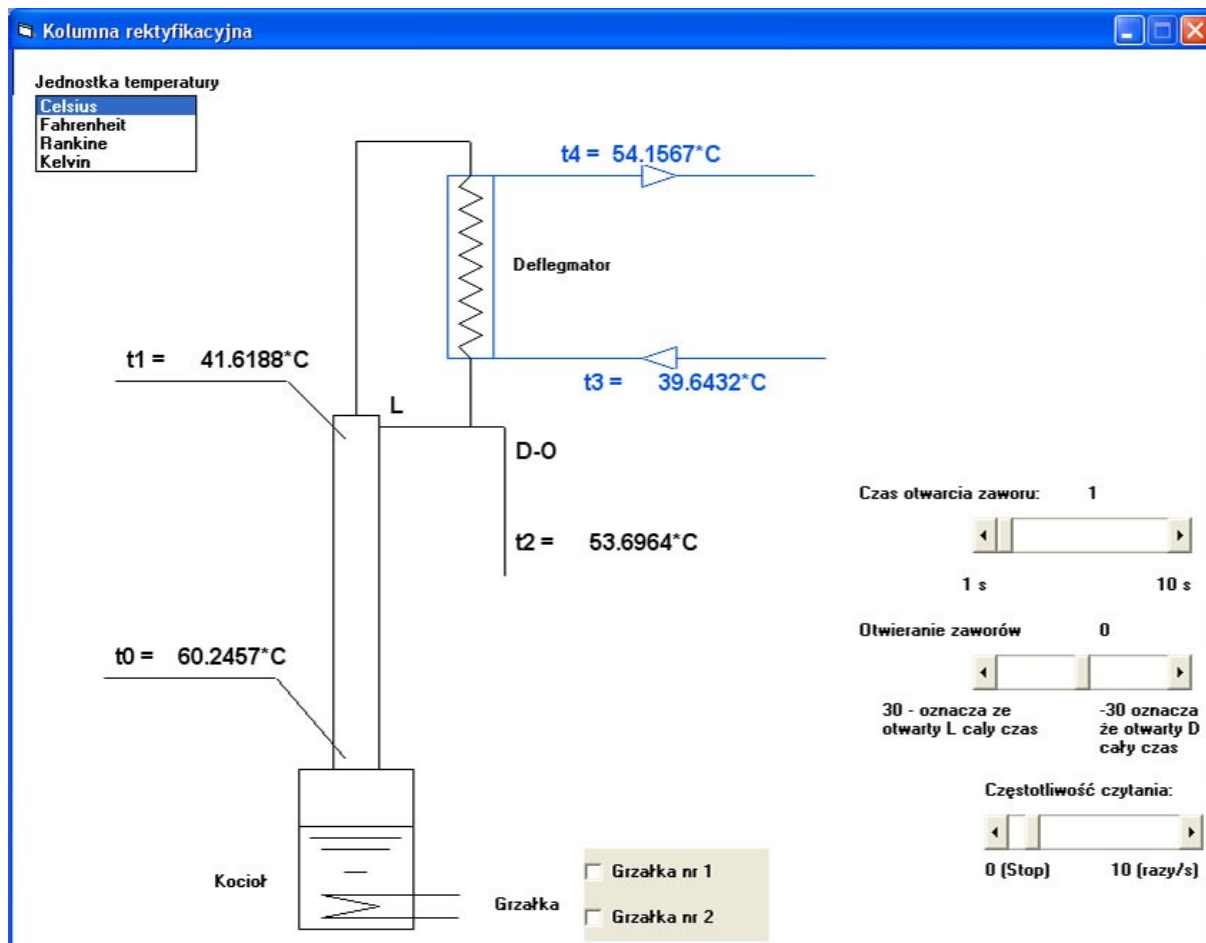 Kolumna rektyfikacyjna
Jednostka temperatury
Celsius
Fahrenheit
Rankine
Kelvin
t4 = 54.1567*C
Deflegmator
t3 = 39.6432*C
t1 = 41.6188*C
L
D-O
t2 = 53.6964*C
t0 = 60.2457*C
Czas otwarcia zaworu: 1
1 s 10 s
Otwieranie zaworów 0
30 - oznacza ze
otwarty L caly czas
-30 oznacza
że otwarty D
cały czas
Częstotliwość czytania:
0 (Stop) 10 (razy/s)
Kocioł
Grzałka
Grzałka nr 1
Grzałka nr 2